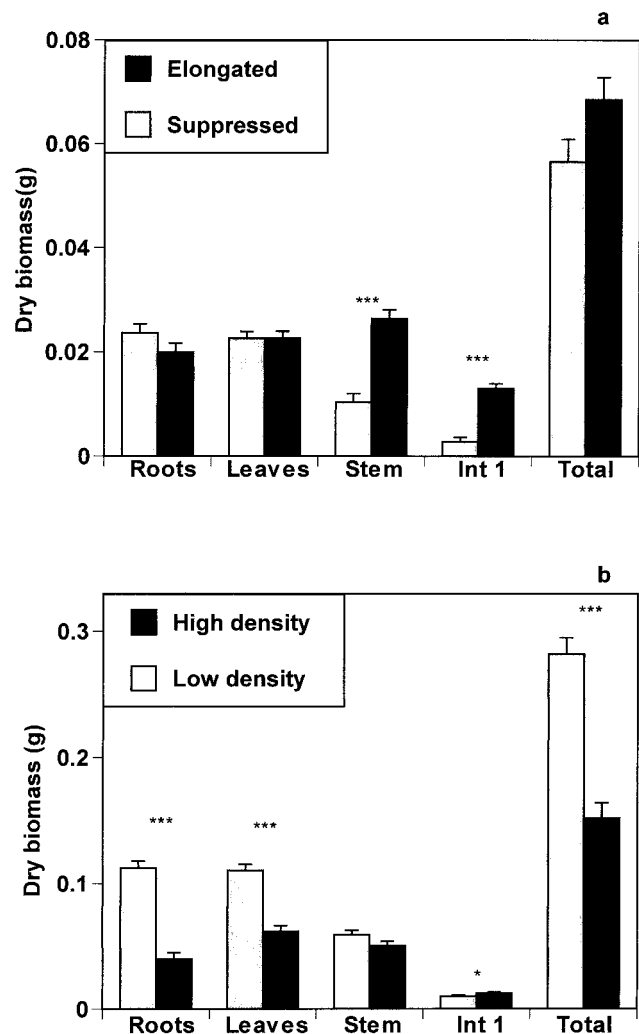 a
0.08
Elongated
Suppressed
0.06
0.04
0.02
0
Dry biomass(g)
***
***
Roots Leaves Stem Int 1 Total
b
High density
Low density
0.3
0.2
0.1
0
Dry biomass (g)
***
***
*
***
Roots Leaves Stem Int 1 Total